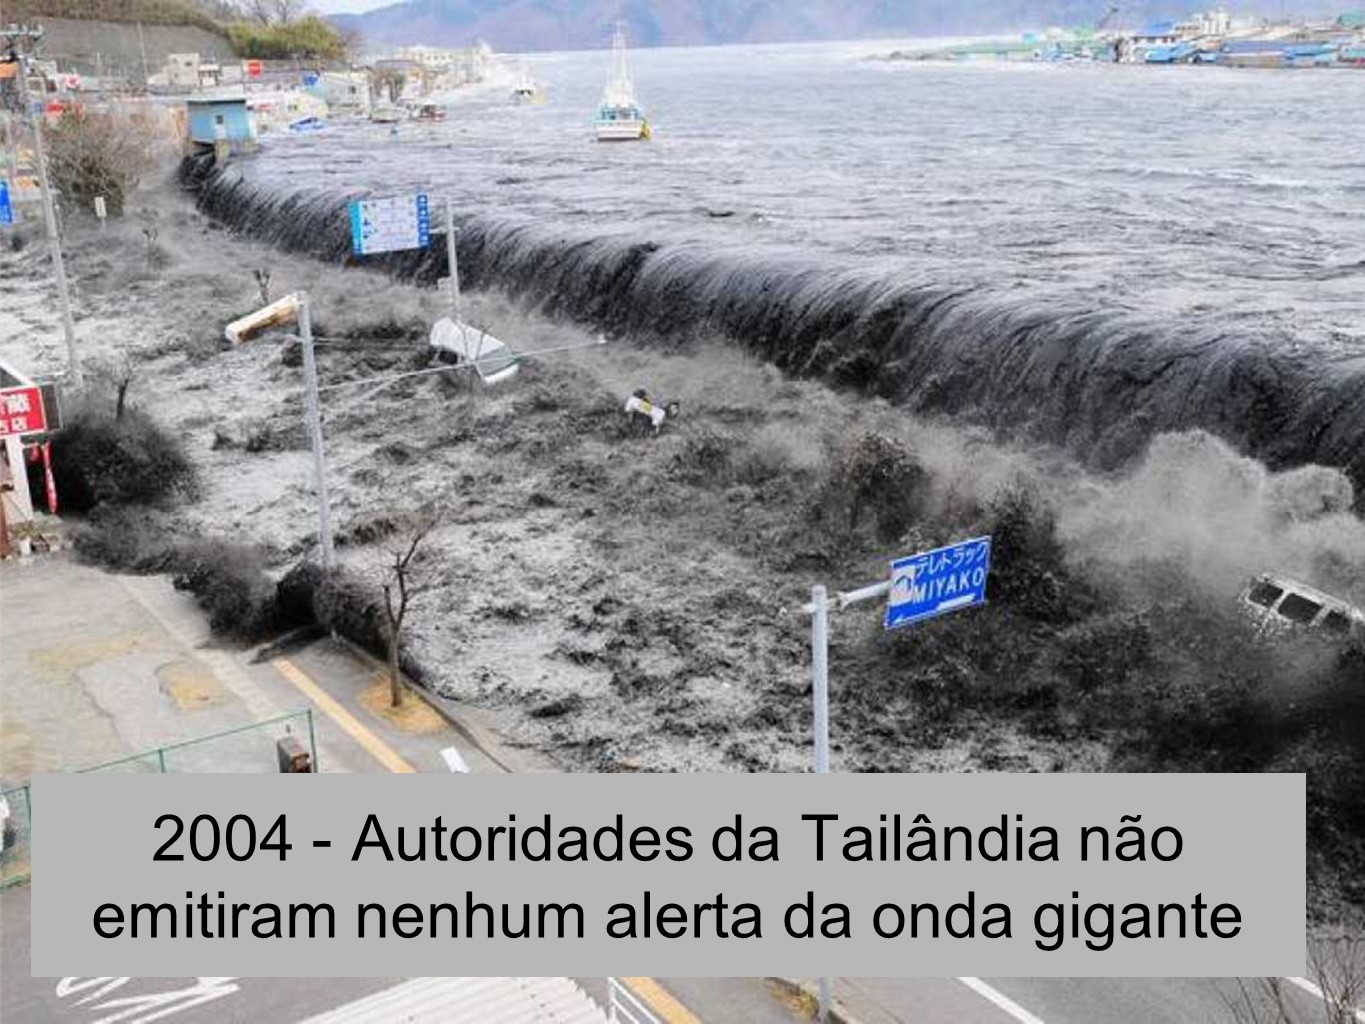 テレトラック
MIYAKO
2004 - Autoridades da Tailândia não
emitiram nenhum alerta da onda gigante